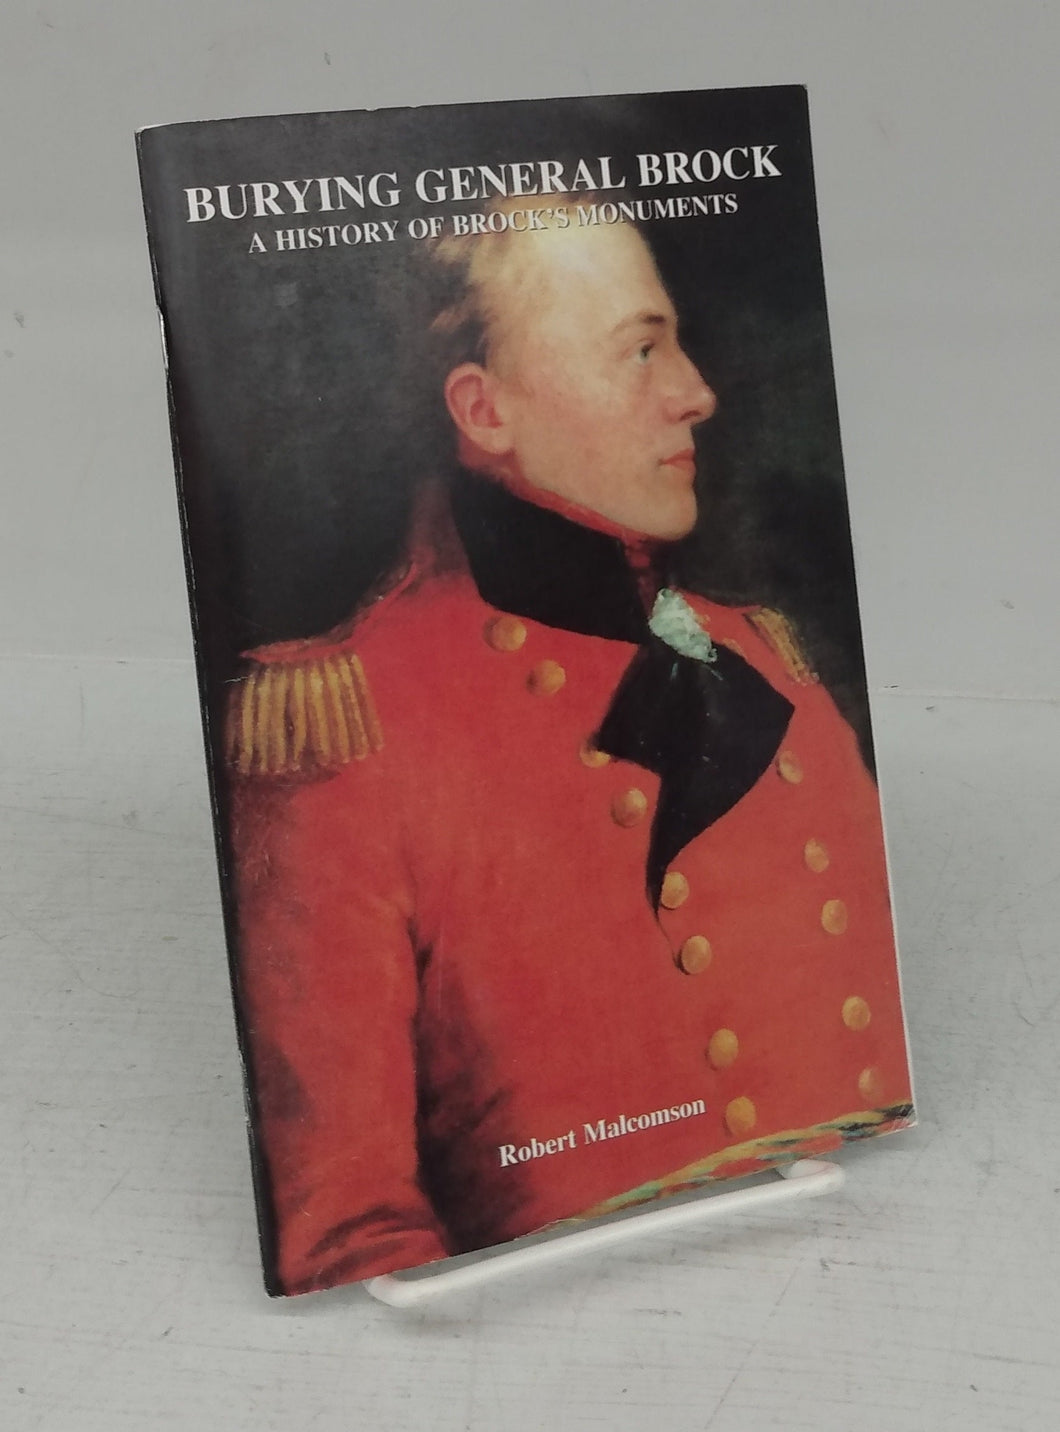 BURYING GENERAL BROCK
A HISTORY OF BROCK'S MONUMENTS
Robert Malcomson